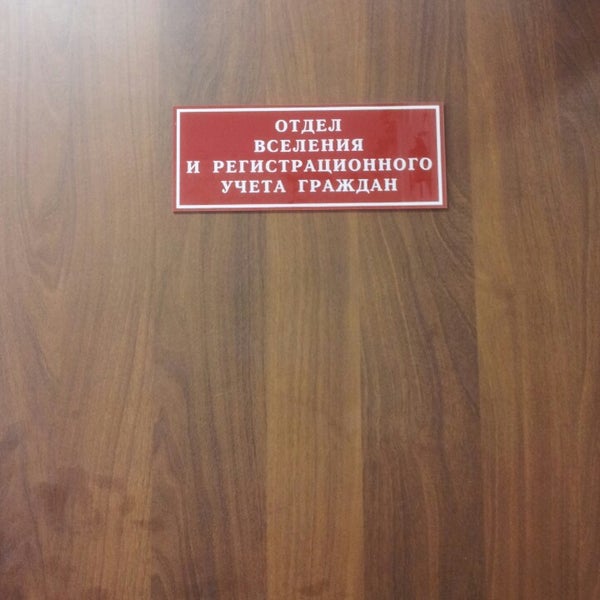 ОТДЕЛ
ВСЕЛЕНИЯ
И РЕГИСТРАЦИОННОГО
УЧЕТА ГРАЖДАН